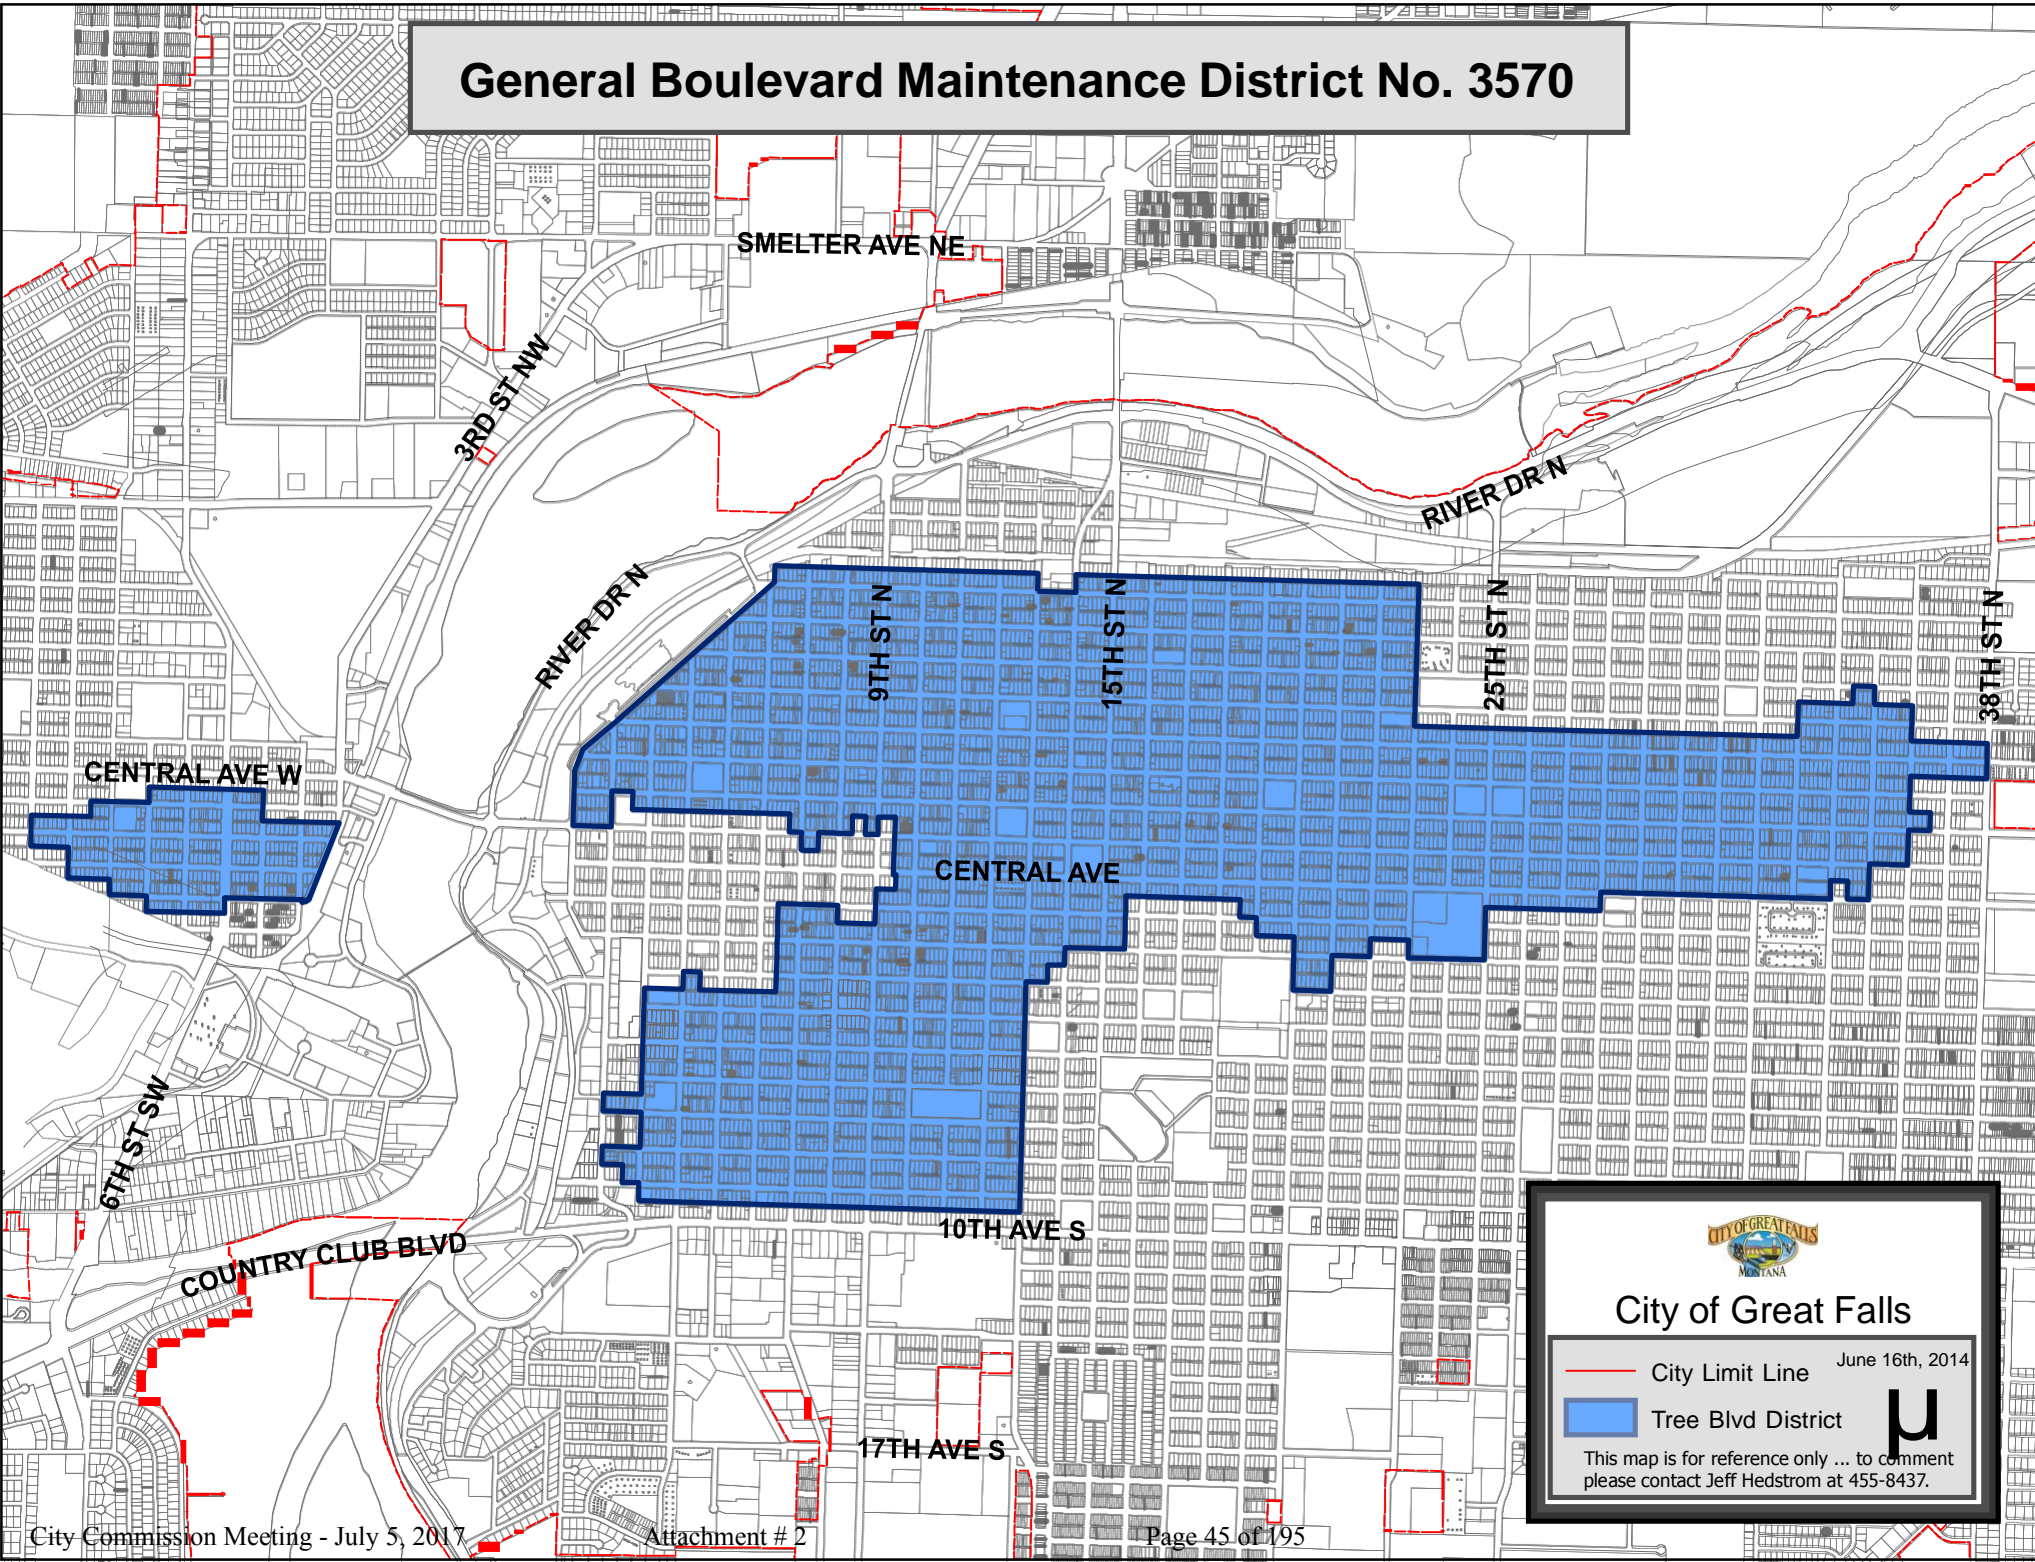 General Boulevard Maintenance District No. 3570
SMELTER AVE NE
3RD ST NW
RIVER DR N
RIVER DR N
9TH ST N
15TH ST N
25TH ST N
38TH ST N
CENTRAL AVE W
CENTRAL AVE
6TH ST SW
10TH AVE S
COUNTRY CLUB BLVD
17TH AVE S
CITY OF GREAT FALLS
MONTANA
City of Great Falls
June 16th, 2014
City Limit Line
Tree Blvd District
µ
This map is for reference only ... to comment
please contact Jeff Hedstrom at 455-8437.
City Commission Meeting - July 5, 2017
Attachment # 2
Page 45 of 195